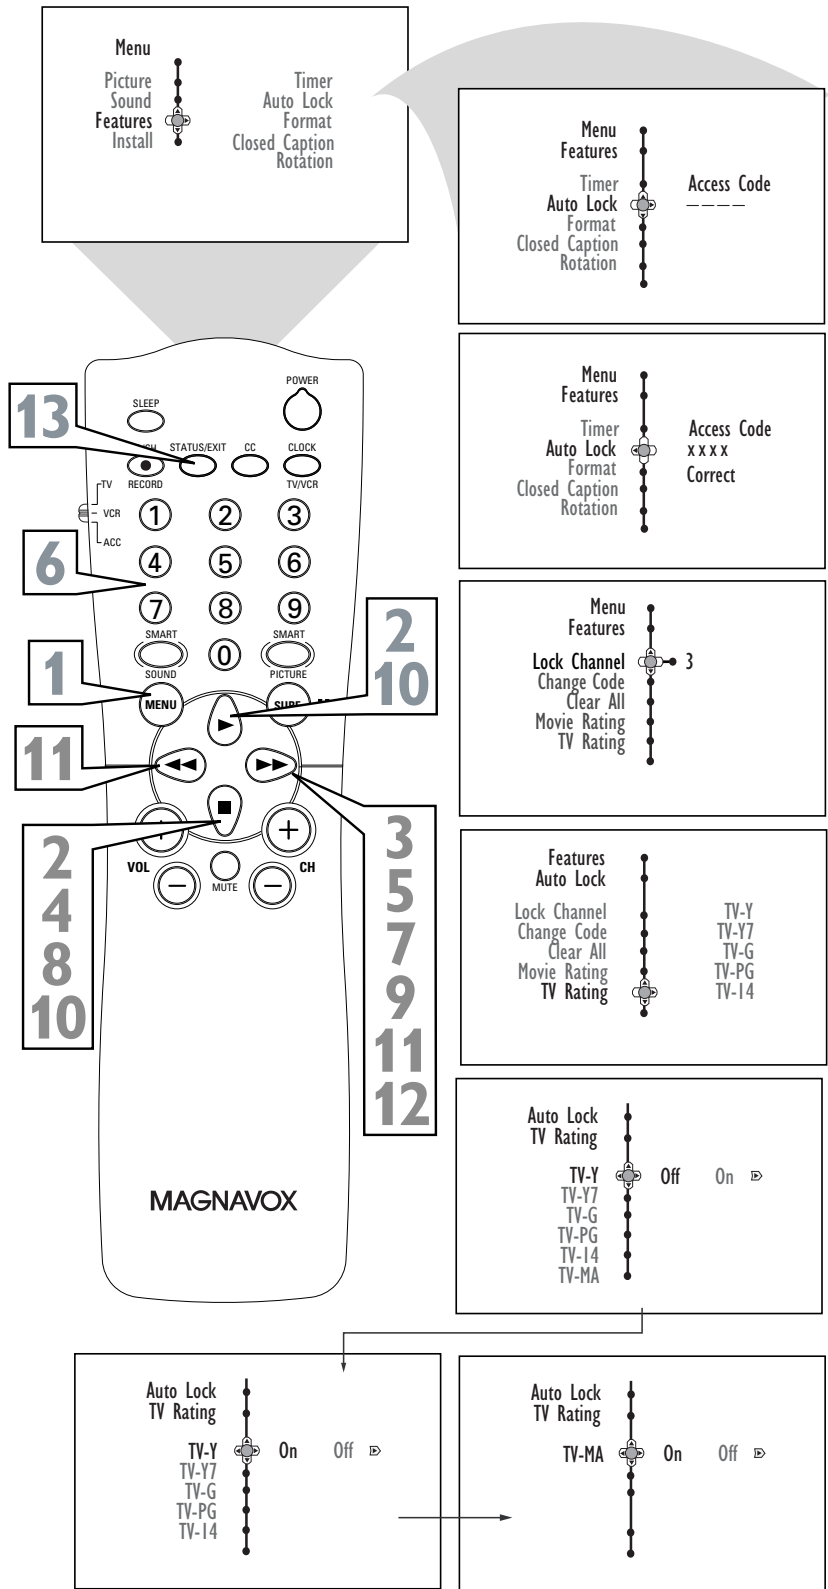 Menu
Picture Timer
Sound Auto Lock
Features Format
Install Closed Caption
Rotation
Menu
Features
Timer Access Code
Auto Lock _ _ _ _
Format
Closed Caption
Rotation
Menu
Features
Timer Access Code
Auto Lock x x x x
Format Correct
Closed Caption
Rotation
Menu
Features
Lock Channel 3
Change Code
Clear All
Movie Rating
TV Rating
Features
Auto Lock
Lock Channel TV-Y
Change Code TV-Y7
Clear All TV-G
Movie Rating TV-PG
TV Rating TV-14
Auto Lock
TV Rating
TV-Y Off On
TV-Y7
TV-G
TV-PG
TV-14
TV-MA
Auto Lock
TV Rating
TV-Y On Off
TV-Y7
TV-G
TV-PG
TV-14
Auto Lock
TV Rating
TV-MA On Off
POWER
SLEEP
13
STATUS/EXIT CC CLOCK
RECORD TV/VCR
TV
VCR
ACC
1 2 3
4 5 6
7 8 9
0
6
SMART SMART
SOUND PICTURE
1
MENU
2
10
11
2
4
8
10
3
5
7
9
11
12
VOL CH
MUTE
MAGNAVOX